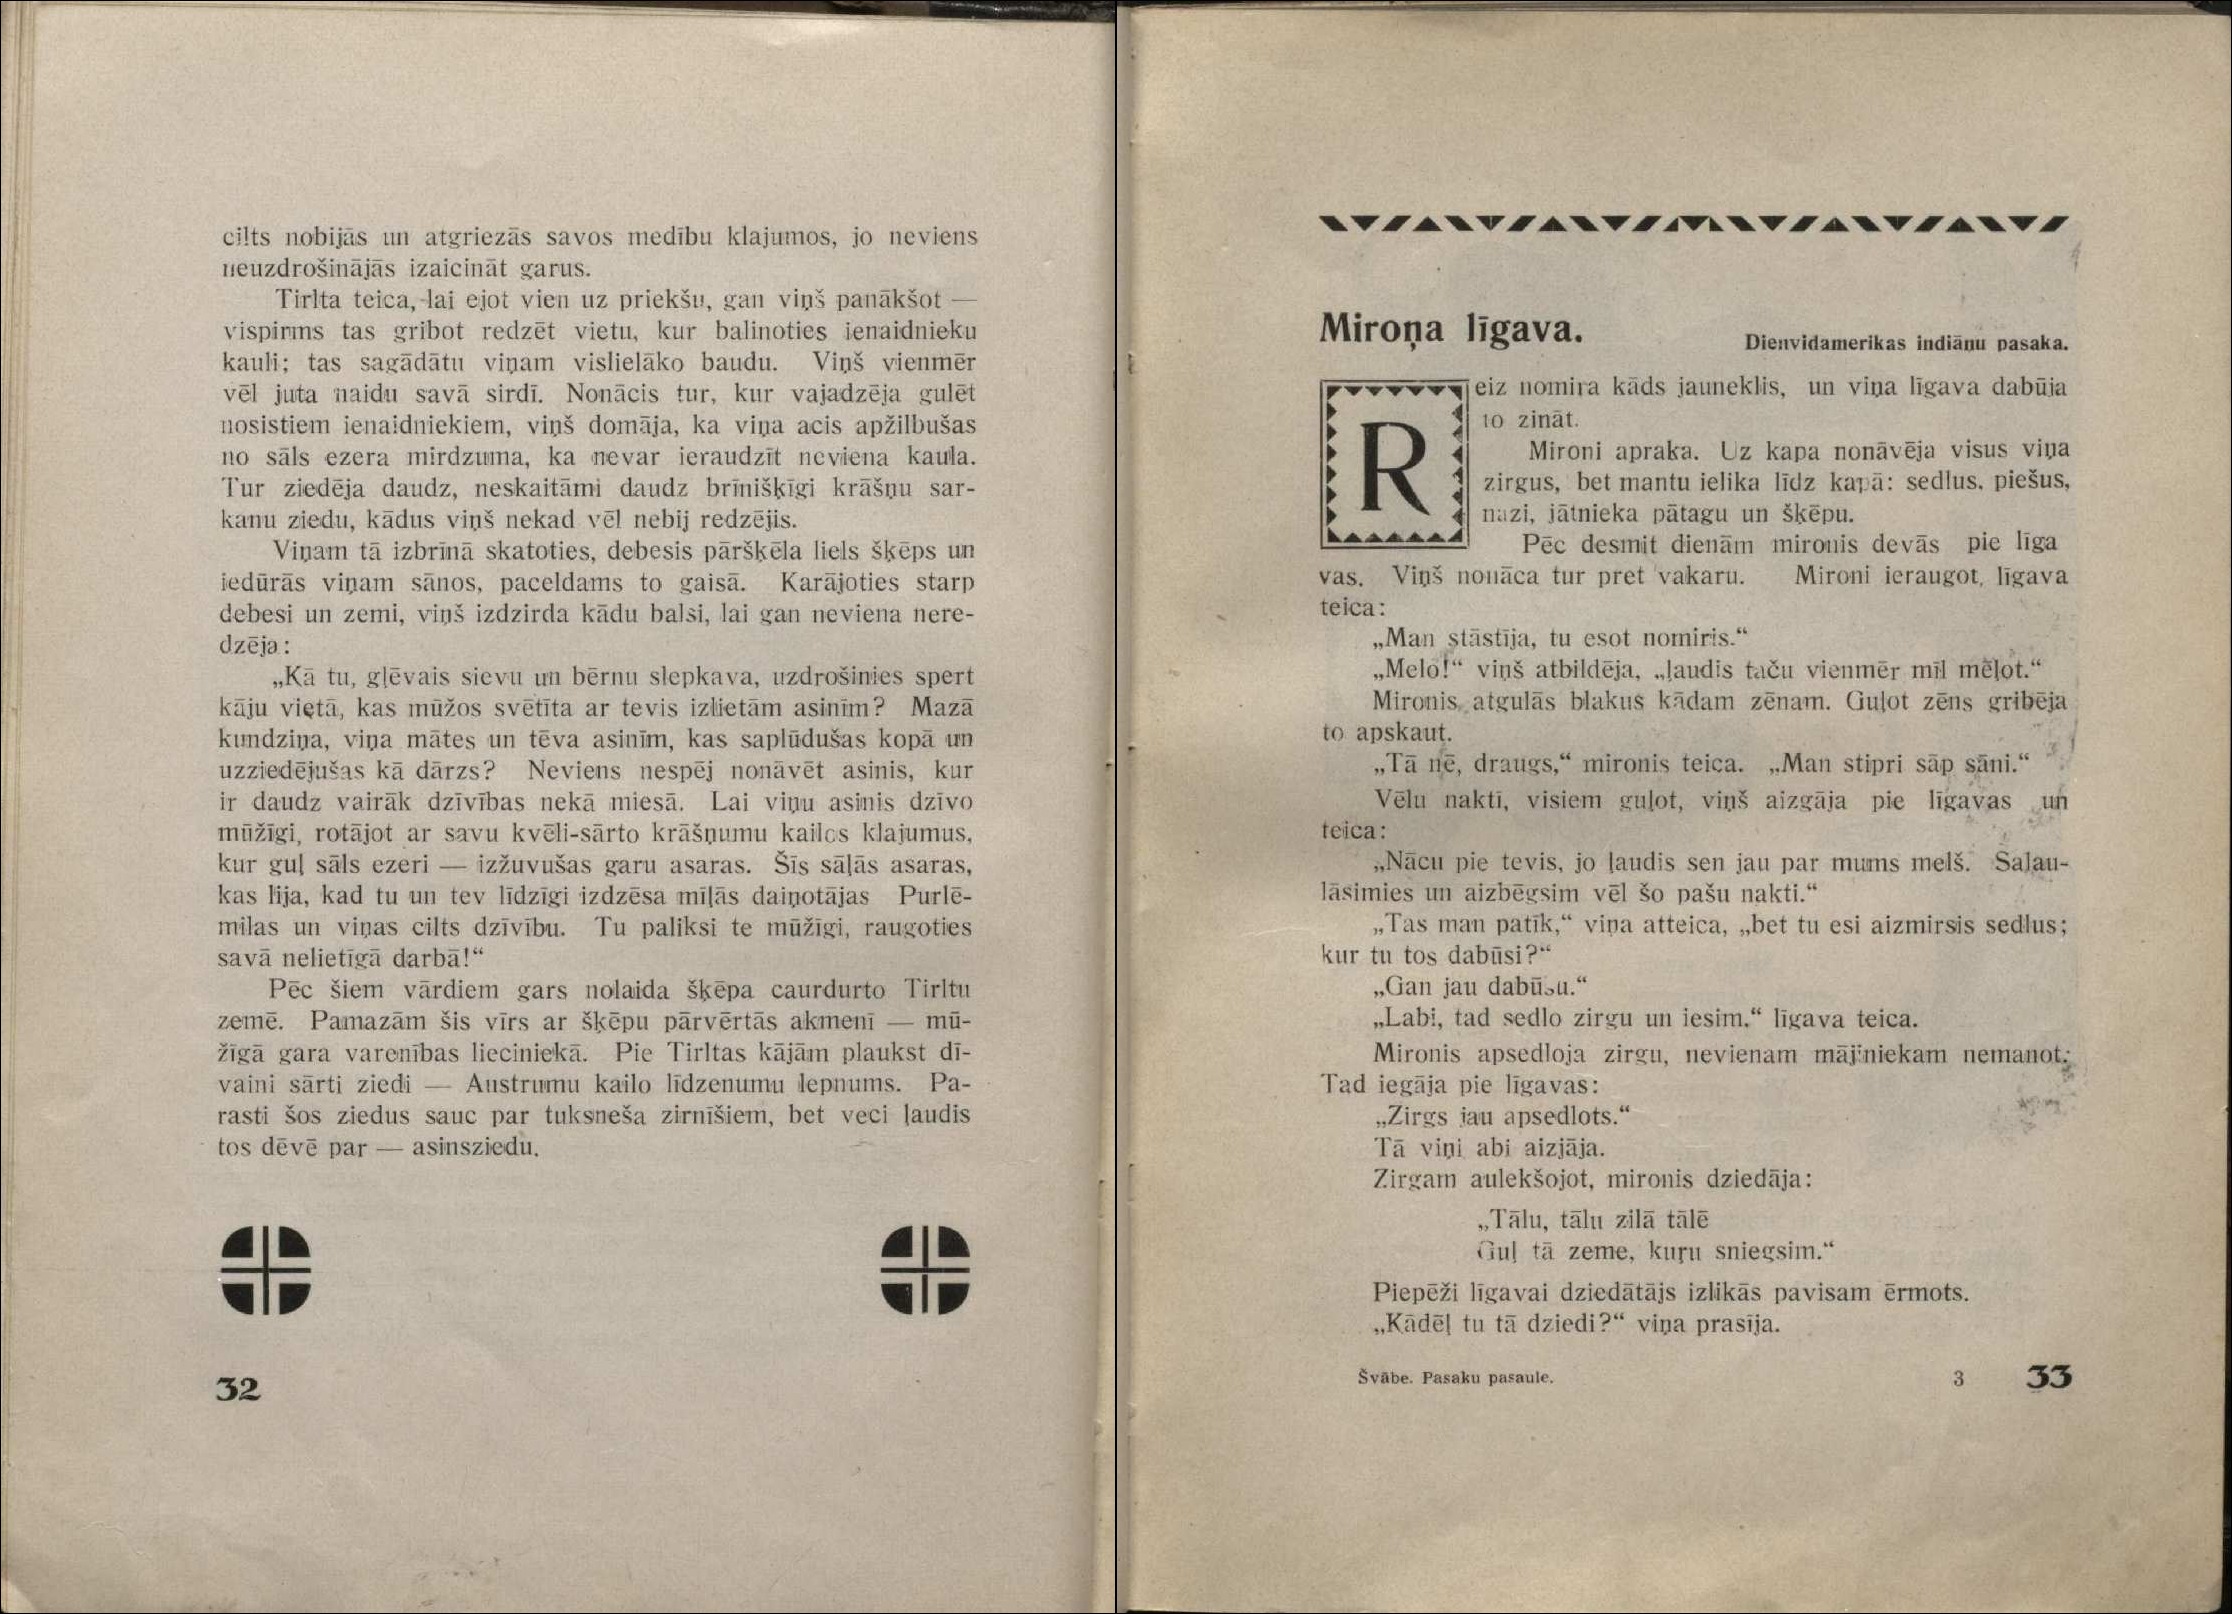 cilts nobijās un atgriezās savos medību klajumos, jo neviens
neuzdrošinājās izaicināt garus.
Tirlta teica, lai ejot vien uz priekšu, gan viņš panākšot —
vispirms tas gribot redzēt vietu, kur balinoties ienaidnieku
kauli; tas sagādātu viņam vislielāko baudu. Viņš vienmēr
vēl juta naidu savā sirdī. Nonācis tur, kur vajadzēja gulēt
nosistiem ienaidniekiem, viņš domāja, ka viņa acis apžilbušas
no sāls ezera mirdzuma, ka nevar ieraudzīt neviena kaula.
Tur ziedēja daudz, neskaitāmi daudz brīnišķīgi krāšņu sar-
kanu ziedu, kādus viņš nekad vēl nebij redzējis.
Viņam tā izbrīnā skatoties, debesis pāršķēla liels šķēps un
iedūrās viņam sānos, paceldams to gaisā. Karājoties starp
debesi un zemi, viņš izdzirda kādu balsi, lai gan neviena nere-
dzēja:
„Kā tu, gļēvais sievu un bērnu slepkava, uzdrošinies spert
kāju vietā, kas mūžos svētīta ar tevis izlietām asinīm? Mazā
kundziņa, viņa mātes un tēva asinīm, kas saplūdušas kopā un
uzziedējušas kā dārzs? Neviens nespēj nonāvēt asinis, kur
ir daudz vairāk dzīvības nekā miesā. Lai viņu asinis dzīvo
mūžīgi, rotājot ar savu kvēli-sārto krāšņumu kailos klajumus,
kur guļ sāls ezeri — izžuvušas garu asaras. Šīs sāļās asaras,
kas lija, kad tu un tev līdzīgi izdzēsa mīļās daiņotājas Purlē-
milas un viņas cilts dzīvību. Tu paliksi te mūžīgi, raugoties
savā nelietīgā darbā!“
Pēc šiem vārdiem gars nolaida šķēpa caurdurto Tirltu
zemē. Pamazām šis vīrs ar šķēpu pārvērtās akmenī — mū-
žīgā gara varenības lieciniekā. Pie Tirltas kājām plaukst dī-
vaini sārti ziedi — Austrumu kailo līdzenumu lepnums. Pa-
rasti šos ziedus sauc par tuksneša zirnīšiem, bet veci ļaudis
tos dēvē par — asinsziedu.
32
Miroņa līgava.
Dienvidamerikas indiāņu pasaka.
Reiz nomira kāds jauneklis, un viņa līgava dabūja
to zināt.
Mironi apraka. Uz kapa nonāvēja visus viņa
zirgus, bet mantu ielika līdz kapā: sedlus, piešus,
nazi, jātnieka pātagu un šķēpu.
Pēc desmit dienām mironis devās pie līga
vas. Viņš nonāca tur pret vakaru. Mironi ieraugot, līgava
teica:
„Man stāstīja, tu esot nomiris.“
„Melo!“ viņš atbildēja, „ļaudis taču vienmēr mīl mēļot.“
Mironis atgulās blakus kādam zēnam. Guļot zēns gribēja
to apskaut.
„Tā nē, draugs,“ mironis teica. „Man stipri sāp sāni.“
Vēlu naktī, visiem guļot, viņš aizgāja pie līgavas un
teica:
„Nācu pie tevis, jo ļaudis sen jau par mums melš. Salau-
lāsimies un aizbēgsim vēl šo pašu nakti.“
„Tas man patīk,“ viņa atteica, „bet tu esi aizmirsis sedlus;
kur tu tos dabūsi?“
„Gan jau dabūšu.“
„Labi, tad sedlo zirgu un iesim.“ līgava teica.
Mironis apsedloja zirgu, nevienam mājiniekam nemanot.
Tad iegāja pie līgavas:
„Zirgs jau apsedlots.“
Tā viņi abi aizjāja.
Zirgam aulekšojot, mironis dziedāja:
„Tālu, tālu zilā tālē
Guļ tā zeme, kuŗu sniegsim.“
Piepēži līgavai dziedātājs izlikās pavisam ērmots.
„Kādēļ tu tā dziedi?“ viņa prasīja.
Švābe. Pasaku pasaule.
3
33